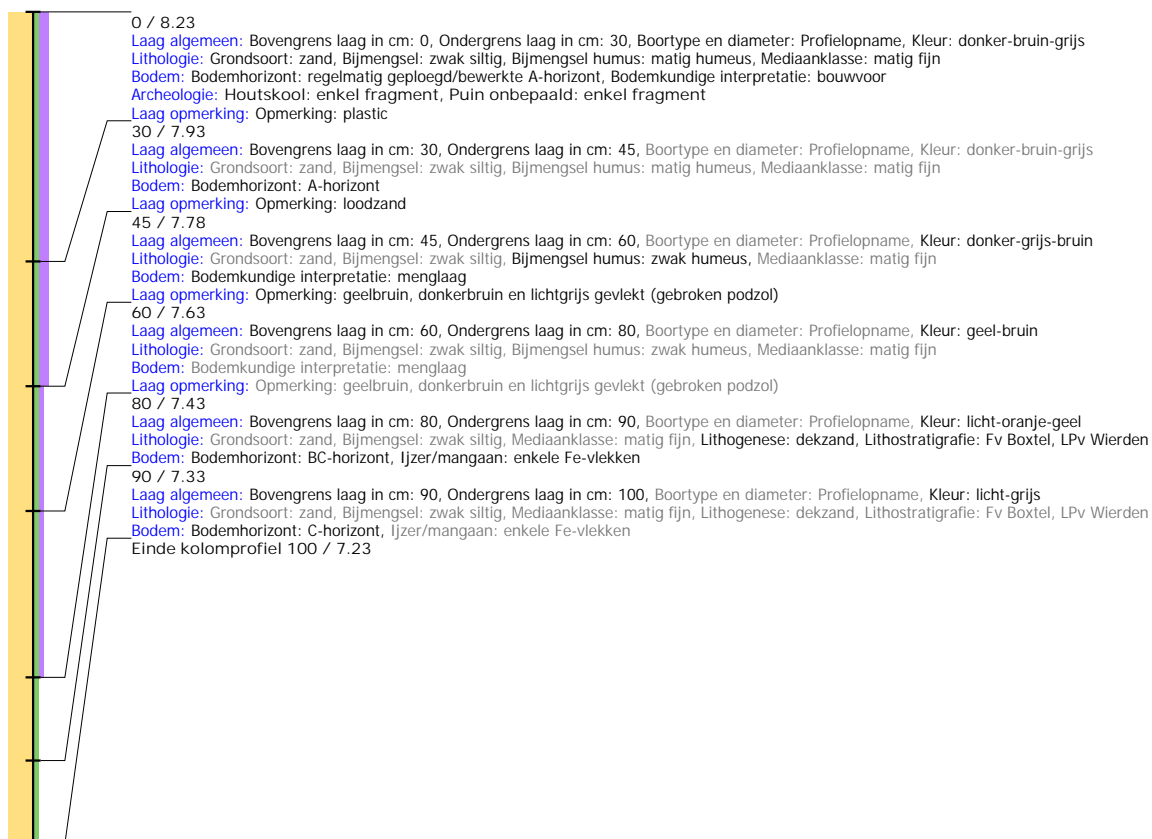 0 / 8.23
Laag algemeen: Bovengrens laag in cm: 0, Ondergrens laag in cm: 30, Boortype en diameter: Profielopname, Kleur: donker-bruin-grijs
Lithologie: Grondsoort: zand, Bijmengsel: zwak siltig, Bijmengsel humus: matig humeus, Mediaanklasse: matig fijn
Bodem: Bodemhorizont: regelmatig geploegd/bewerkte A-horizont, Bodemkundige interpretatie: bouwvoor
Archeologie: Houtskool: enkel fragment, Puin onbepaald: enkel fragment
Laag opmerking: Opmerking: plastic
30 / 7.93
Laag algemeen: Bovengrens laag in cm: 30, Ondergrens laag in cm: 45, Boortype en diameter: Profielopname, Kleur: donker-bruin-grijs
Lithologie: Grondsoort: zand, Bijmengsel: zwak siltig, Bijmengsel humus: matig humeus, Mediaanklasse: matig fijn
Bodem: Bodemhorizont: A-horizont
Laag opmerking: Opmerking: loodzand
45 / 7.78
Laag algemeen: Bovengrens laag in cm: 45, Ondergrens laag in cm: 60, Boortype en diameter: Profielopname, Kleur: donker-grijs-bruin
Lithologie: Grondsoort: zand, Bijmengsel: zwak siltig, Bijmengsel humus: zwak humeus, Mediaanklasse: matig fijn
Bodem: Bodemkundige interpretatie: menglaag
Laag opmerking: Opmerking: geelbruin, donkerbruin en lichtgrijs gevlekt (gebroken podzol)
60 / 7.63
Laag algemeen: Bovengrens laag in cm: 60, Ondergrens laag in cm: 80, Boortype en diameter: Profielopname, Kleur: geel-bruin
Lithologie: Grondsoort: zand, Bijmengsel: zwak siltig, Bijmengsel humus: zwak humeus, Mediaanklasse: matig fijn
Bodem: Bodemkundige interpretatie: menglaag
Laag opmerking: Opmerking: geelbruin, donkerbruin en lichtgrijs gevlekt (gebroken podzol)
80 / 7.43
Laag algemeen: Bovengrens laag in cm: 80, Ondergrens laag in cm: 90, Boortype en diameter: Profielopname, Kleur: licht-oranje-geel
Lithologie: Grondsoort: zand, Bijmengsel: zwak siltig, Mediaanklasse: matig fijn, Lithogenese: dekzand, Lithostratigrafie: Fv Boxtel, LPv Wierden
Bodem: Bodemhorizont: BC-horizont, Ijzer/mangaan: enkele Fe-vlekken
90 / 7.33
Laag algemeen: Bovengrens laag in cm: 90, Ondergrens laag in cm: 100, Boortype en diameter: Profielopname, Kleur: licht-grijs
Lithologie: Grondsoort: zand, Bijmengsel: zwak siltig, Mediaanklasse: matig fijn, Lithogenese: dekzand, Lithostratigrafie: Fv Boxtel, LPv Wierden
Bodem: Bodemhorizont: C-horizont, Ijzer/mangaan: enkele Fe-vlekken
Einde kolomprofiel 100 / 7.23